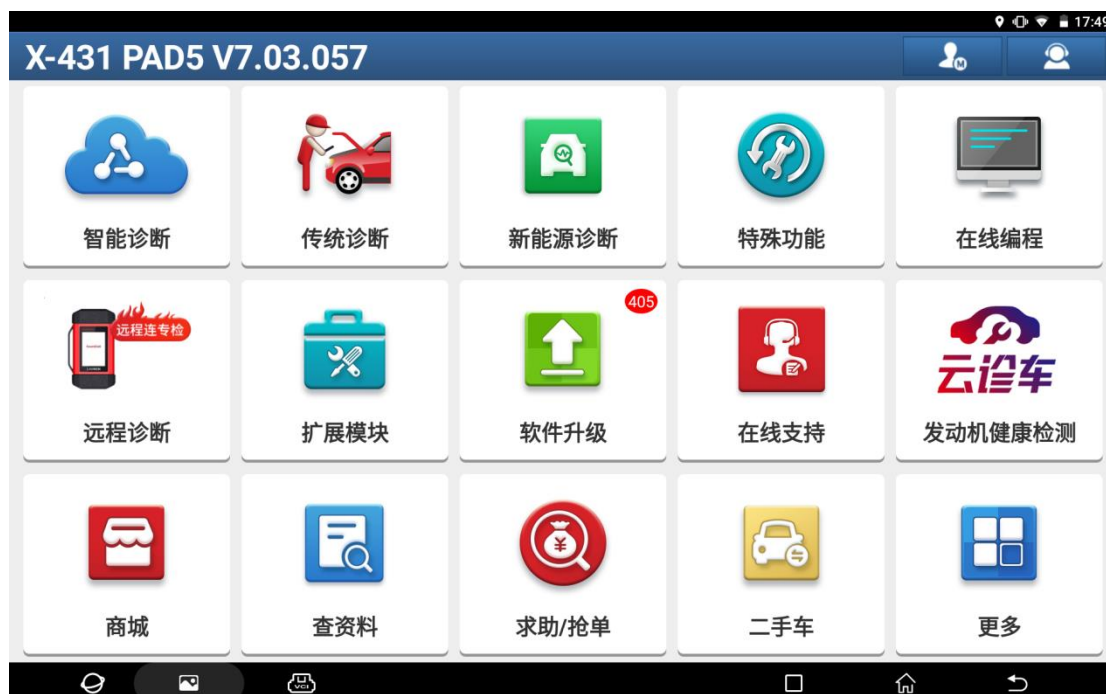 17:49
X-431 PAD5 V7.03.057
智能诊断
传统诊断
新能源诊断
特殊功能
在线编程
远程连专检
远程诊断
扩展模块
405
软件升级
在线支持
云诊车
发动机健康检测
商城
查资料
求助/抢单
二手车
更多
VCI